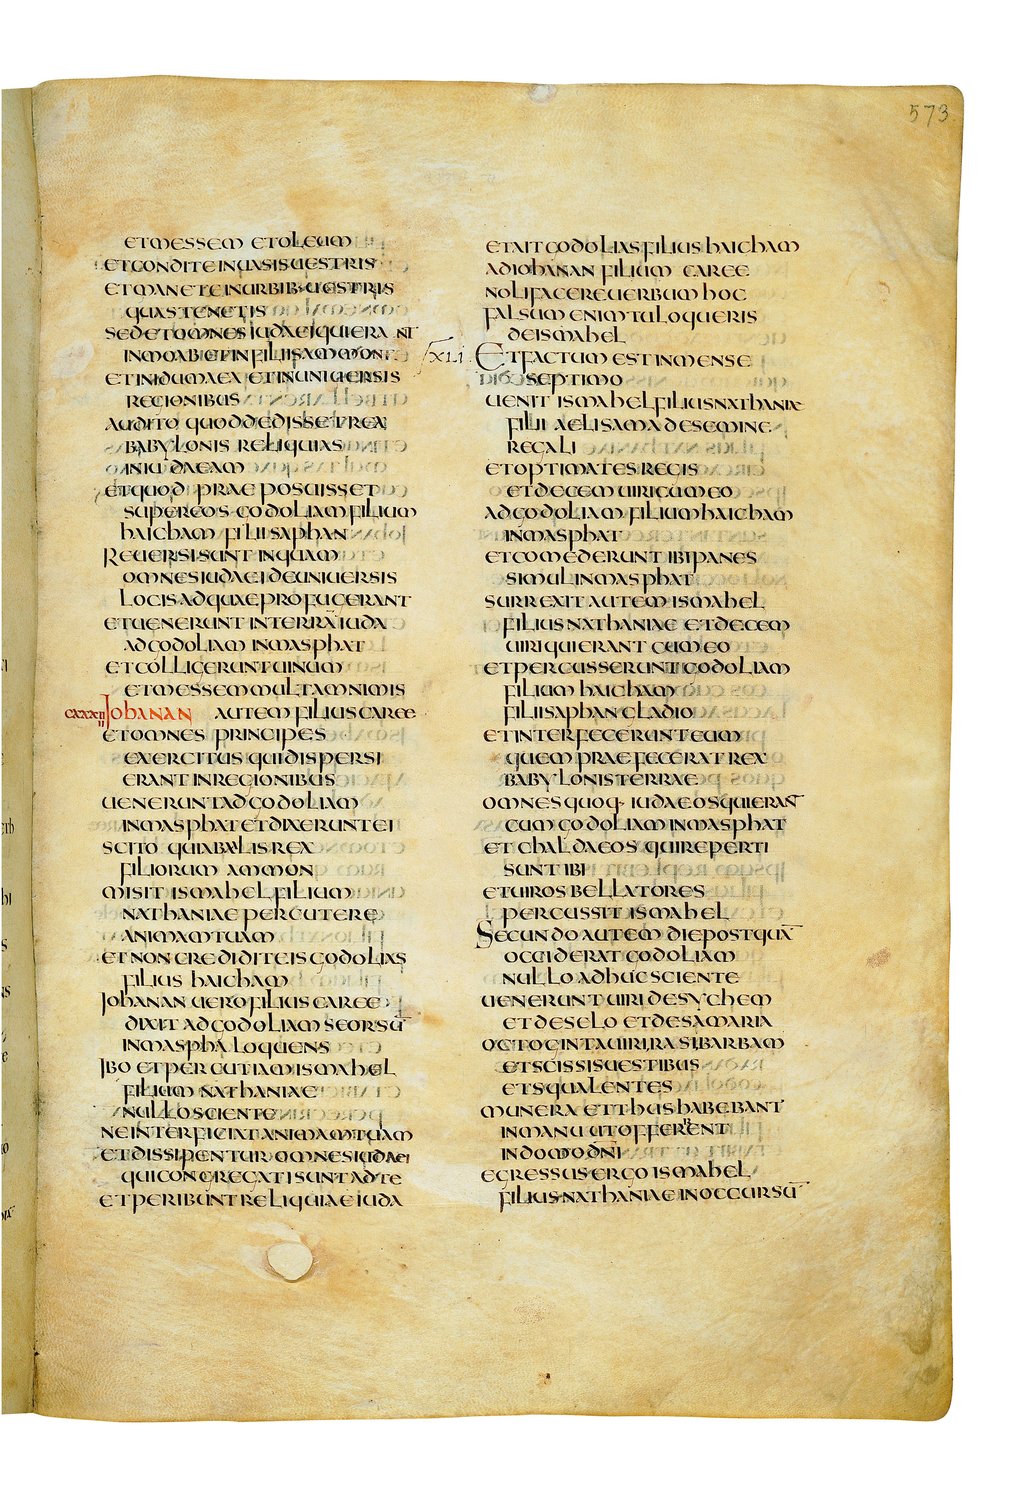 573
et messem et oleum
et condite in uasis uestris
et manete in urbib· uestris
quas tenetis
sed et omnes iudaei qui erant
in moab et in filiis ammon
et in idumaea et in uniuersis
regionibus
audito quod dedisset rex
babylonis reliquias
in iudaeam
et quod praeposuisset
super eos godoliam filium
haicham filii saphan
reuersi sunt inquam
omnes iudaei de uniuersis
locis ad quae profugerant
et uenerunt in terrā iuda
ad godoliam in masphat
et collegerunt uinum
et messem multam nimis
cxxxii Iohanan autem filius caree
et omnes principes
exercitus qui dispersi
erant in regionibus
uenerunt ad godoliam
in masphat et dixerunt ei
scito quia baalis rex
filiorum ammon
misit ismahel filium
nathaniae percutere
animam tuam
et non credidit eis godolias
filius haicham
Iohanan uero filius caree
dixit ad godoliam seorsū
in maspha loquens
Ibo et percutiam ismahel
filium nathaniae
nullo sciente
ne interficiat animam tuam
et dissipentur omnes iudaei
qui congregati sunt ad te
et peribunt reliquiae iuda
et ait godolias filius haicham
ad iohanan filium caree
noli facere uerbum hoc
falsum enim tu loqueris
de ismahel
xli Et factum est in mense
septimo
uenit ismahel filius nathaniae
filii aelisama de semine
regali
et optimates regis
et decem uiri cum eo
ad godoliam filium haicham
in masphat
et comederunt ibi panes
simul in masphat
surrexit autem ismahel
filius nathaniae et decem
uiri qui erant cum eo
et percusserunt godoliam
filium haicham
filii saphan gladio
et interfecerunt eum
quem praefecerat rex
babylonis terrae
omnes quoq· iudaeos qui erant
cum godoliam in masphat
et chaldaeos qui reperti
sunt ibi
et uiros bellatores
percussit ismahel
Secundo autem die postquā
occiderat godoliam
nullo adhuc sciente
uenerunt uiri de sychem
et de selo et de samaria
octoginta uiri rasi barbam
et scissis uestibus
et squalentes
munera et thus habebant
in manu ut offerrent
in domo dn̄i
egressus ergo ismahel
filius nathaniae in occursū